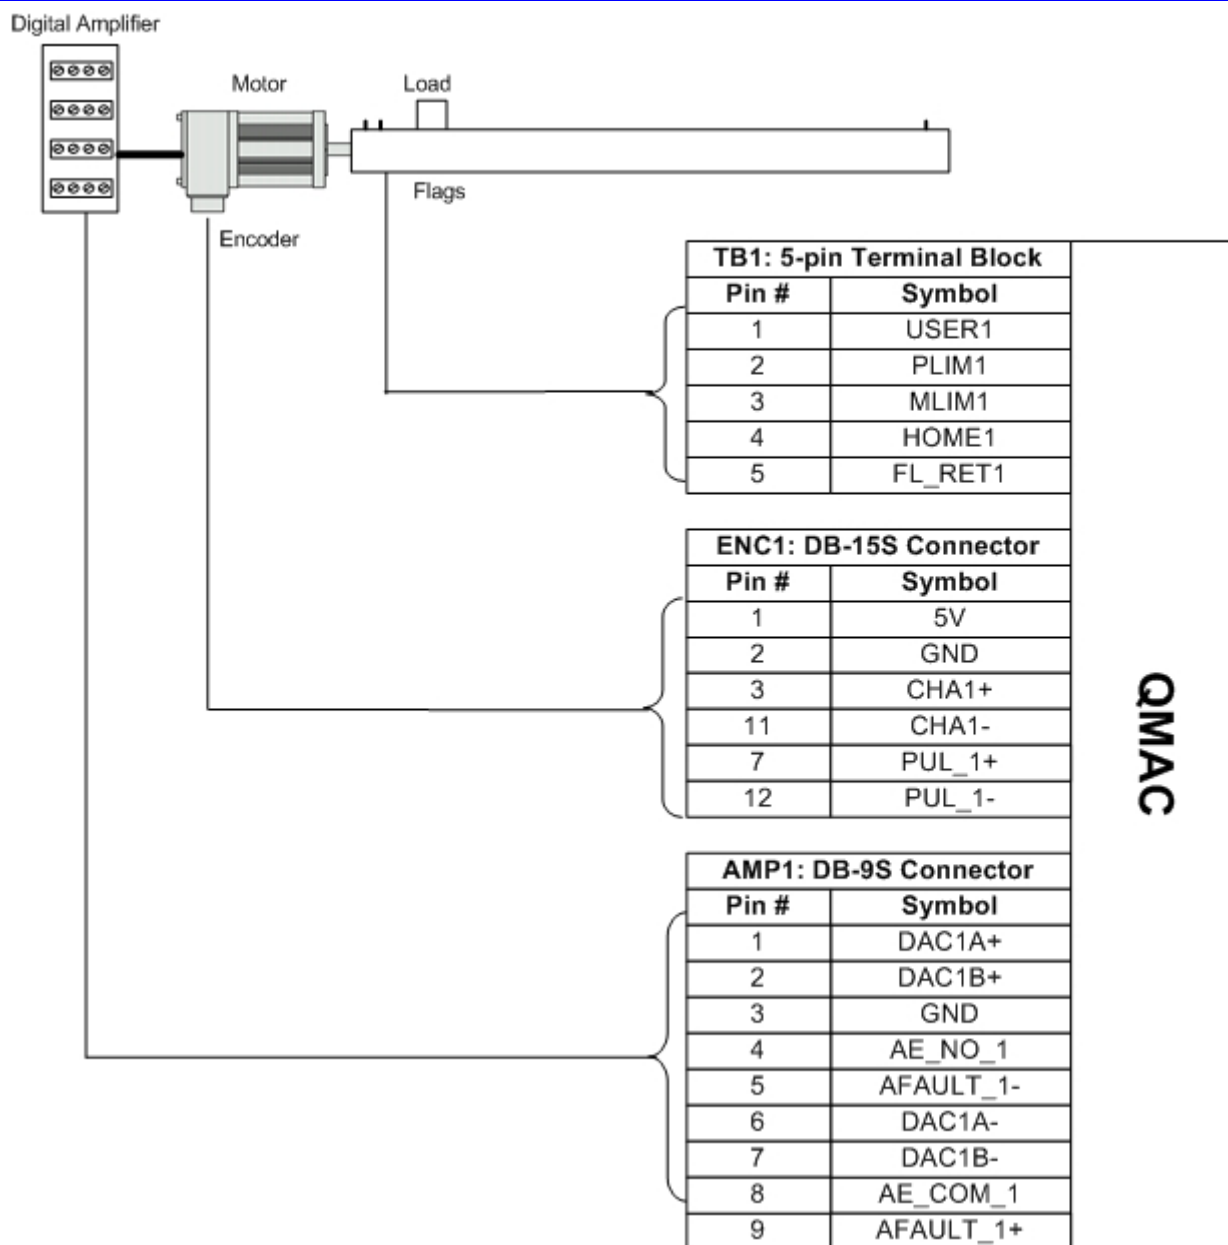 Digital Amplifier
Motor
Load
Flags
Encoder
TB1: 5-pin Terminal Block
Pin # Symbol
1 USER1
2 PLIM1
3 MLIM1
4 HOME1
5 FL_RET1
ENC1: DB-15S Connector
Pin # Symbol
1 5V
2 GND
3 CHA1+
11 CHA1-
7 PUL_1+
12 PUL_1-
QMAC
AMP1: DB-9S Connector
Pin # Symbol
1 DAC1A+
2 DAC1B+
3 GND
4 AE_NO_1
5 AFAULT_1-
6 DAC1A-
7 DAC1B-
8 AE_COM_1
9 AFAULT_1+